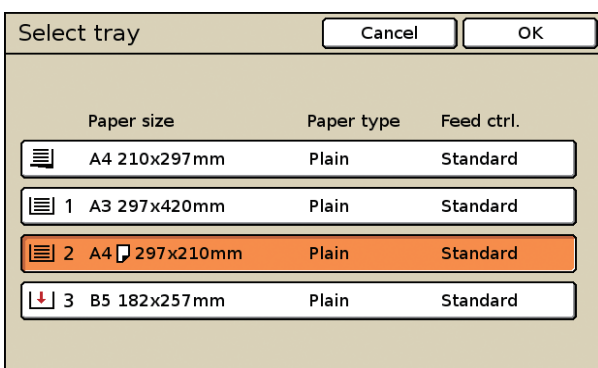 Select tray Cancel OK
Paper size Paper type Feed ctrl.
A4 210x297mm Plain Standard
1 A3 297x420mm Plain Standard
2 A4 297x210mm Plain Standard
3 B5 182x257mm Plain Standard